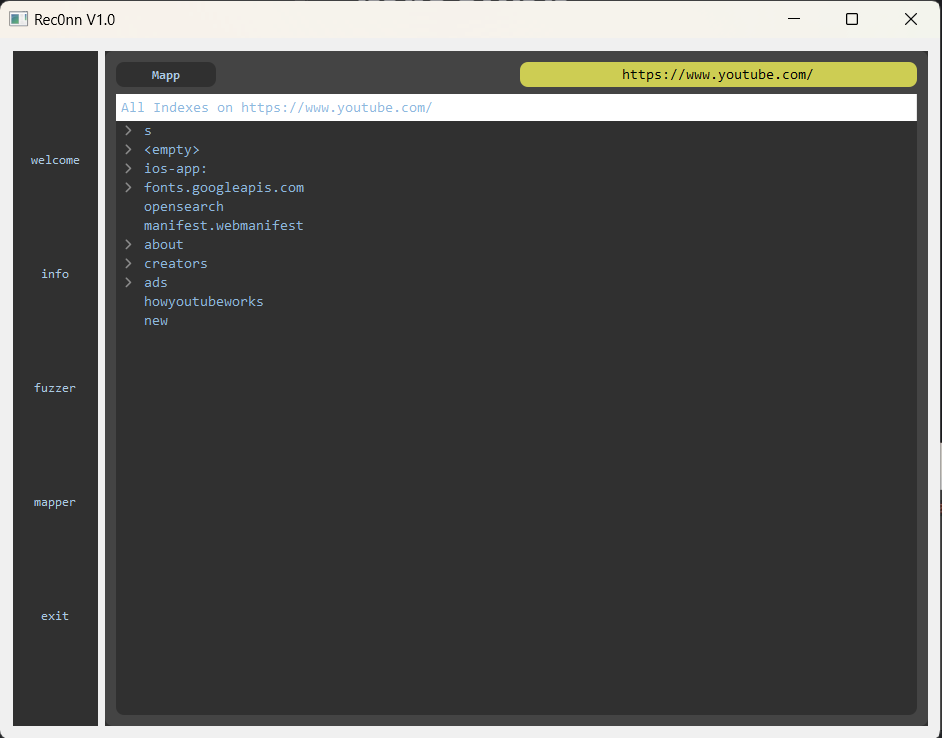 Rec0nn V1.0
Mapp
https://www.youtube.com/
All Indexes on https://www.youtube.com/
s
<empty>
ios-app:
fonts.googleapis.com
opensearch
manifest.webmanifest
about
creators
ads
howyoutubeworks
new
welcome
info
fuzzer
mapper
exit